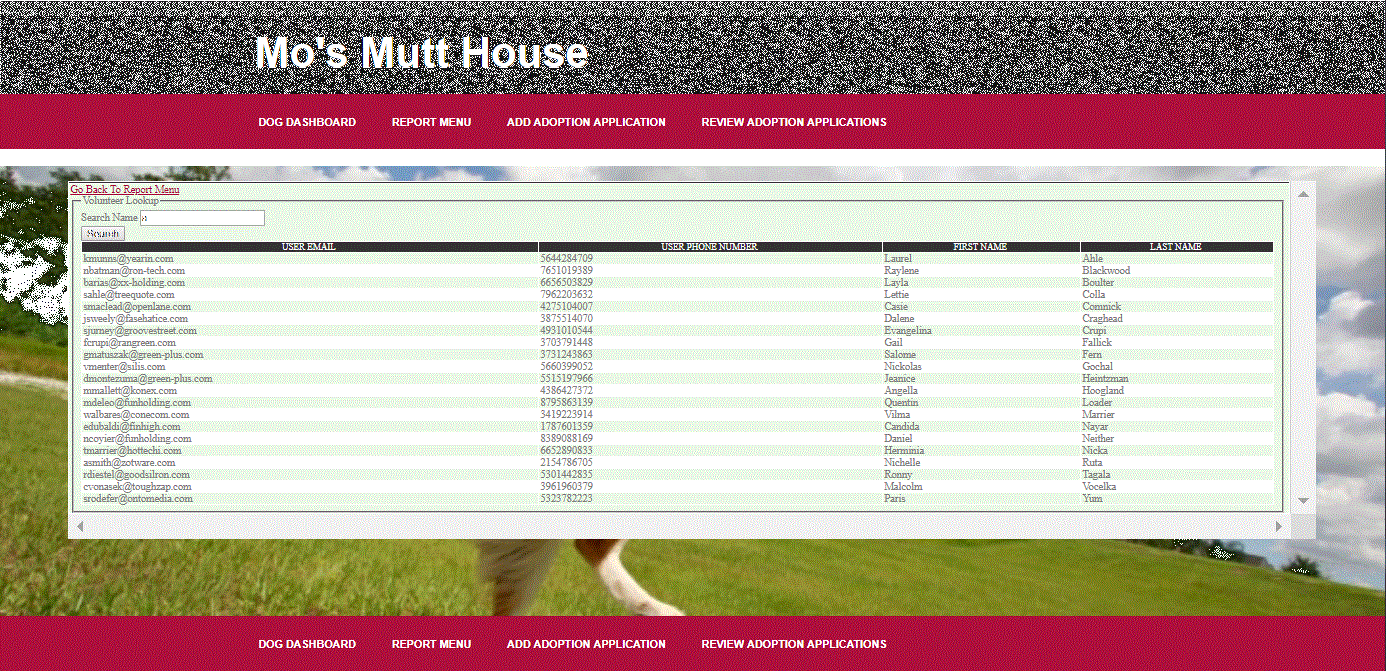 Mo's Mutt House
DOG DASHBOARD REPORT MENU ADD ADOPTION APPLICATION REVIEW ADOPTION APPLICATIONS
Go Back To Report Menu
Volunteer Lookup
Search Name a
Search
USER EMAIL USER PHONE NUMBER FIRST NAME LAST NAME
kmunns@yearin.com 5644284709 Laurel Ahle
nbatman@ron-tech.com 7651019389 Raylene Blackwood
barias@xx-holding.com 6656503829 Layla Boulter
sahle@treequote.com 7962203632 Lettie Colla
smaclead@openlane.com 4275104007 Casie Comnick
jsweely@fasehatice.com 3875514070 Dalene Craghead
sjurney@groovestreet.com 4931010544 Evangelina Crupi
fcrupi@rangreen.com 3703791448 Gail Fallick
gmatuszak@green-plus.com 3731243863 Salome Fern
vmenter@silis.com 5660399052 Nickolas Gochal
dmontezuma@green-plus.com 5515197966 Jeanice Heintzman
mmallett@konex.com 4386427372 Angella Hoogland
mdeleo@funholding.com 8795863139 Quentin Loader
walbares@conecom.com 3419223914 Vilma Marrier
edubaldi@finhigh.com 1787601359 Candida Nayar
ncoyier@funholding.com 8389088169 Daniel Neither
tmarrier@hottechi.com 6652890833 Herminia Nicka
asmith@zotware.com 2154786705 Nichelle Ruta
rdiestel@goodsilron.com 5301442835 Ronny Tagala
cvonasek@toughzap.com 3961960379 Malcolm Vocelka
srodefer@ontomedia.com 5323782223 Paris Yum
DOG DASHBOARD REPORT MENU ADD ADOPTION APPLICATION REVIEW ADOPTION APPLICATIONS